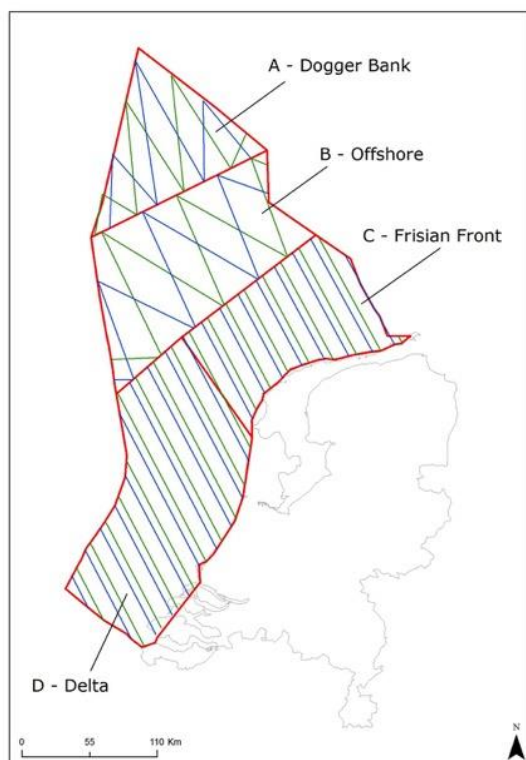 A - Dogger Bank
B - Offshore
C - Frisian Front
D - Delta
N
0 55 110 Km